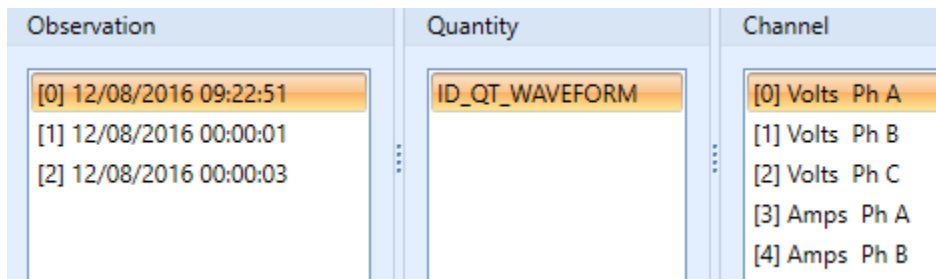 Observation
[0] 12/08/2016 09:22:51
[1] 12/08/2016 00:00:01
[2] 12/08/2016 00:00:03
Quantity
ID_QT_WAVEFORM
Channel
[0] Volts  Ph A
[1] Volts  Ph B
[2] Volts  Ph C
[3] Amps  Ph A
[4] Amps  Ph B